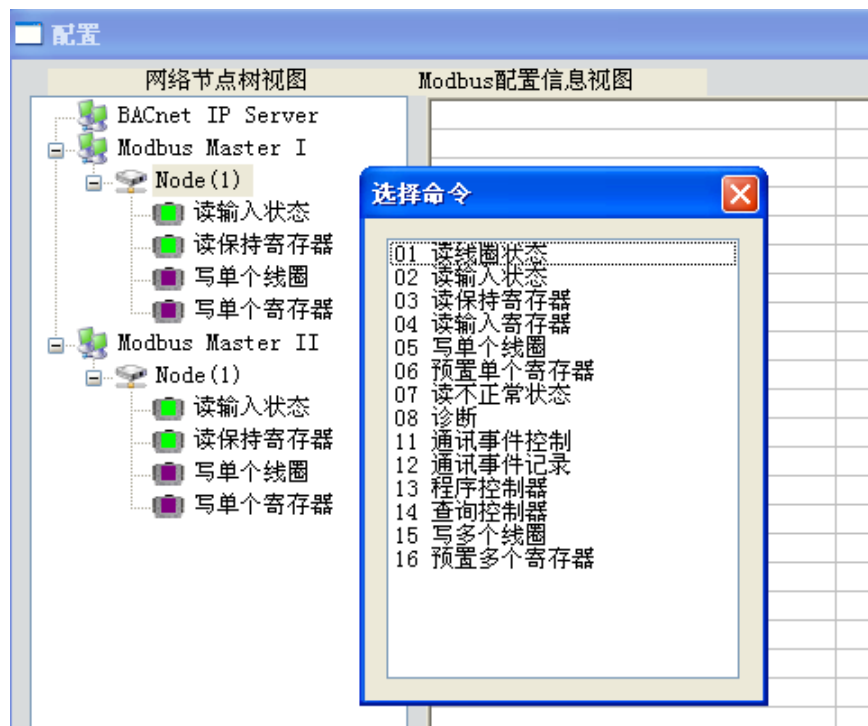 配置
网络节点树视图
Modbus配置信息视图
BACnet IP Server
Modbus Master I
Node(1)
读输入状态
读保持寄存器
写单个线圈
写单个寄存器
Modbus Master II
Node(1)
读输入状态
读保持寄存器
写单个线圈
写单个寄存器
选择命令
01 读线圈状态
02 读输入状态
03 读保持寄存器
04 读输入寄存器
05 写单个线圈
06 预置单个寄存器
07 读不正常状态
08 诊断
11 通讯事件控制
12 通讯事件记录
13 程序控制器
14 查询控制器
15 写多个线圈
16 预置多个寄存器